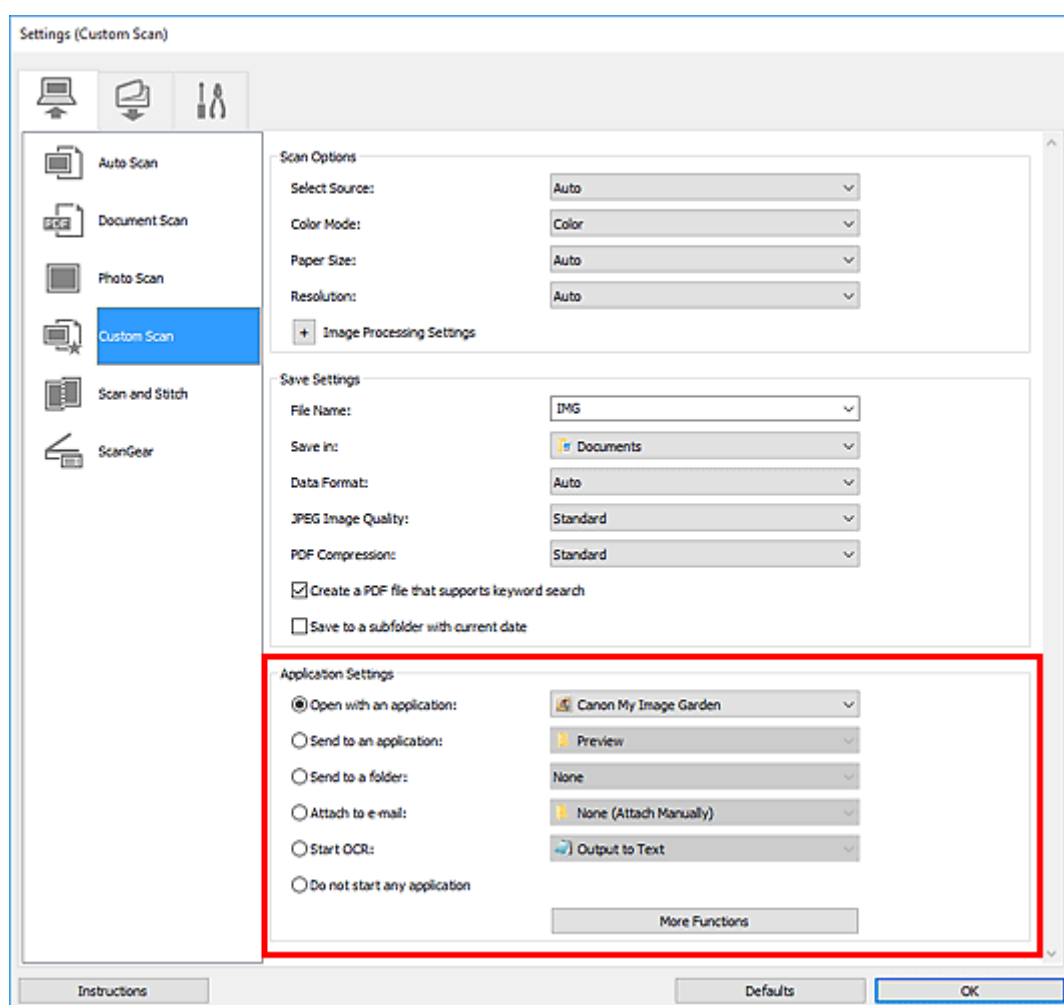 Settings (Custom Scan)
Auto Scan
Document Scan
Photo Scan
Custom Scan
Scan and Stitch
ScanGear
Scan Options
Select Source: Auto
Color Mode: Color
Paper Size: Auto
Resolution: Auto
+ Image Processing Settings
Save Settings
File Name: IMG
Save in: Documents
Data Format: Auto
JPEG Image Quality: Standard
PDF Compression: Standard
Create a PDF file that supports keyword search
Save to a subfolder with current date
Application Settings
Open with an application: Canon My Image Garden
Send to an application: Preview
Send to a folder: None
Attach to e-mail: None (Attach Manually)
Start OCR: Output to Text
Do not start any application
More Functions
Instructions Defaults OK